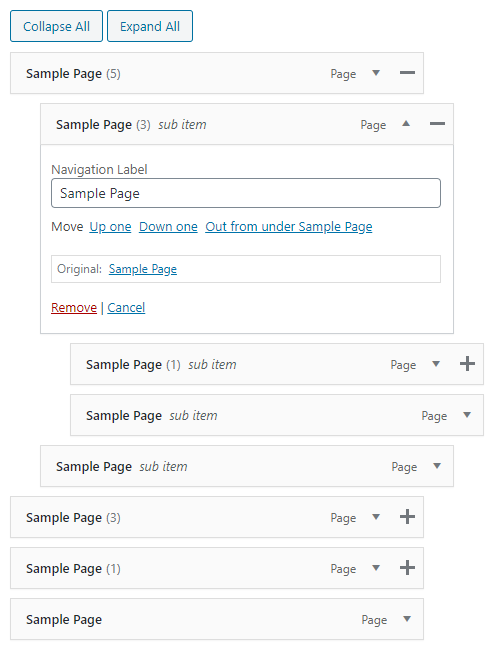 Collapse All Expand All
Sample Page (5) Page
Sample Page (3) sub item Page
Navigation Label
Sample Page
Move Up one Down one Out from under Sample Page
Original: Sample Page
Remove | Cancel
Sample Page (1) sub item Page
Sample Page sub item Page
Sample Page sub item Page
Sample Page (3) Page
Sample Page (1) Page
Sample Page Page